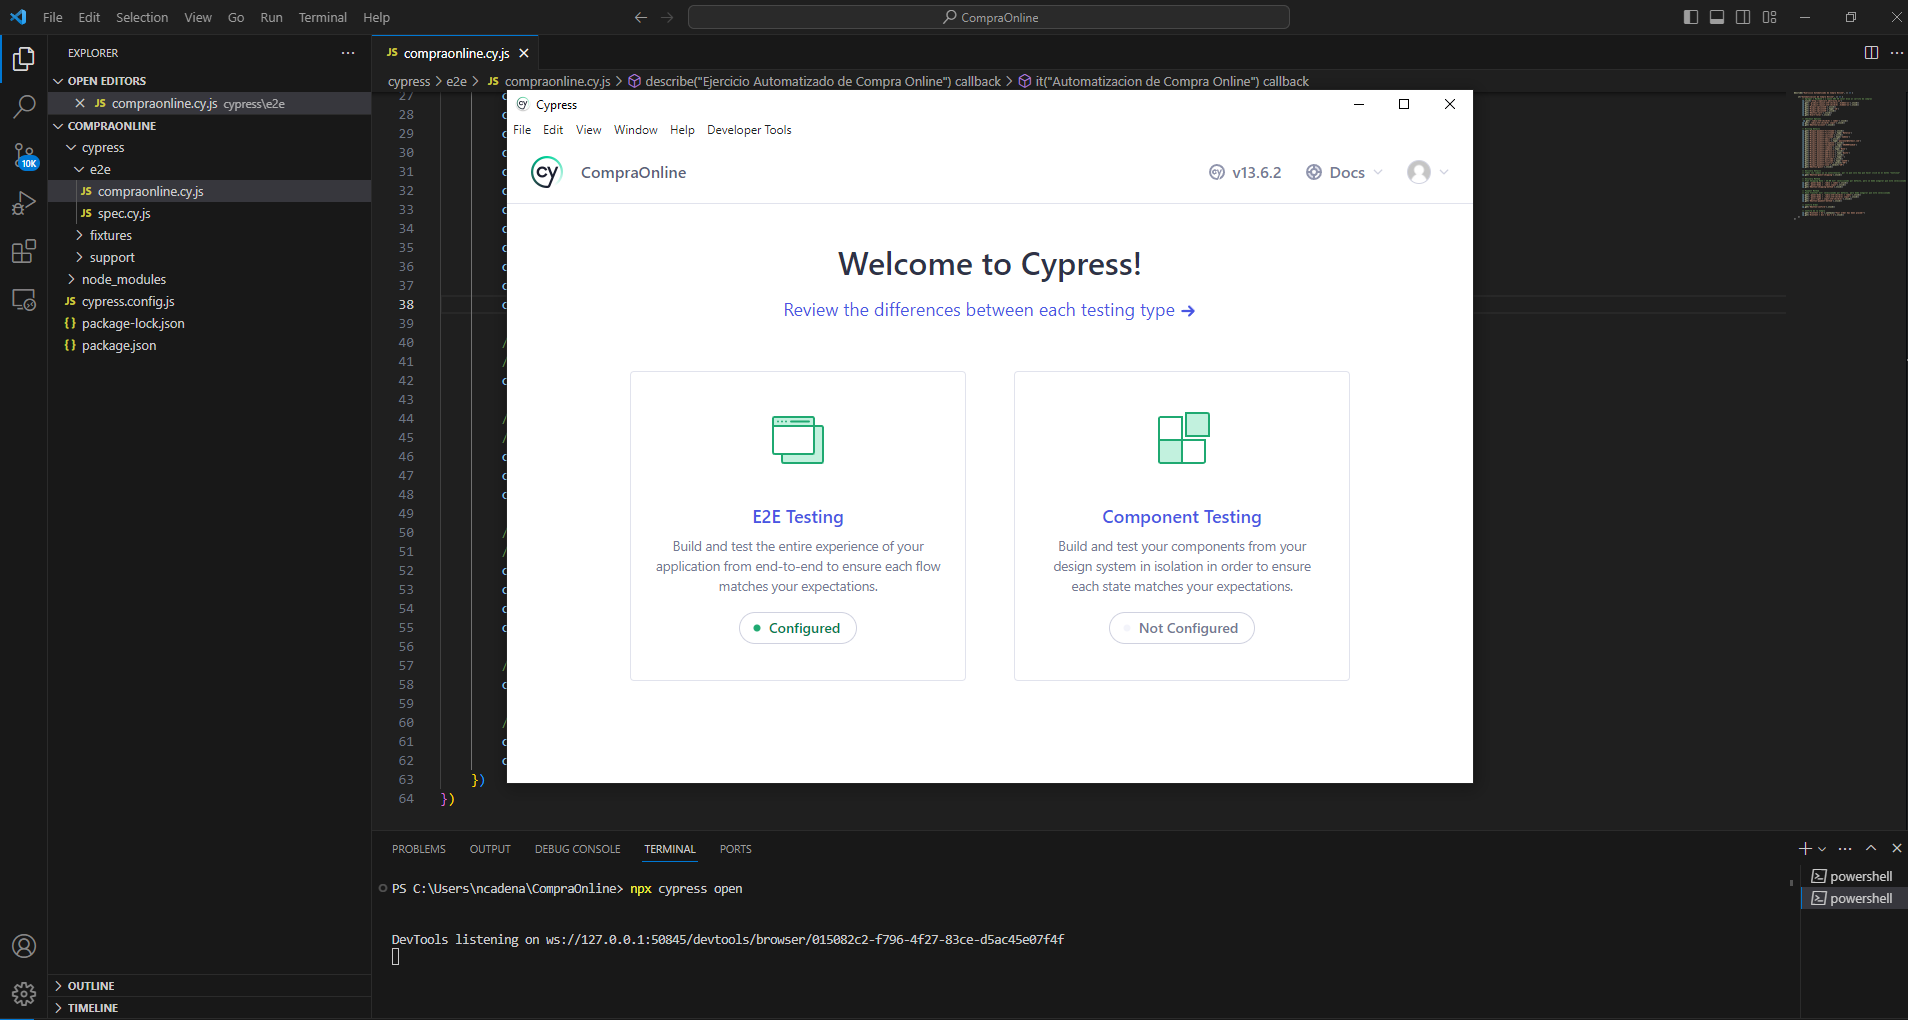 File Edit Selection View Go Run Terminal Help
CompraOnline
EXPLORER
OPEN EDITORS
JS compraonline.cy.js cypress\e2e
COMPRAONLINE
cypress
e2e
JS compraonline.cy.js
JS spec.cy.js
fixtures
support
node_modules
JS cypress.config.js
{} package-lock.json
{} package.json
10K
OUTLINE
TIMELINE
JS compraonline.cy.js
cypress > e2e > JS compraonline.cy.js > describe("Ejercicio Automatizado de Compra Online") callback > it("Automatizacion de Compra Online") callback
27
28
29
30
31
32
33
34
35
36
37
38
39
40 /
41 /
42
43
44 /
45 /
46
47
48
49
50 /
51 /
52
53
54
55
56
57 /
58
59
60 /
61
62
63 })
64 })
cy Cypress
File Edit View Window Help Developer Tools
cy CompraOnline
cy v13.6.2 Docs
Welcome to Cypress!
Review the differences between each testing type →
E2E Testing
Build and test the entire experience of your
application from end-to-end to ensure each flow
matches your expectations.
Configured
Component Testing
Build and test your components from your
design system in isolation in order to ensure
each state matches your expectations.
Not Configured
PROBLEMS OUTPUT DEBUG CONSOLE TERMINAL PORTS
PS C:\Users\ncadena\CompraOnline> npx cypress open
DevTools listening on ws://127.0.0.1:50845/devtools/browser/015082c2-f796-4f27-83ce-d5ac45e07f4f
powershell
powershell